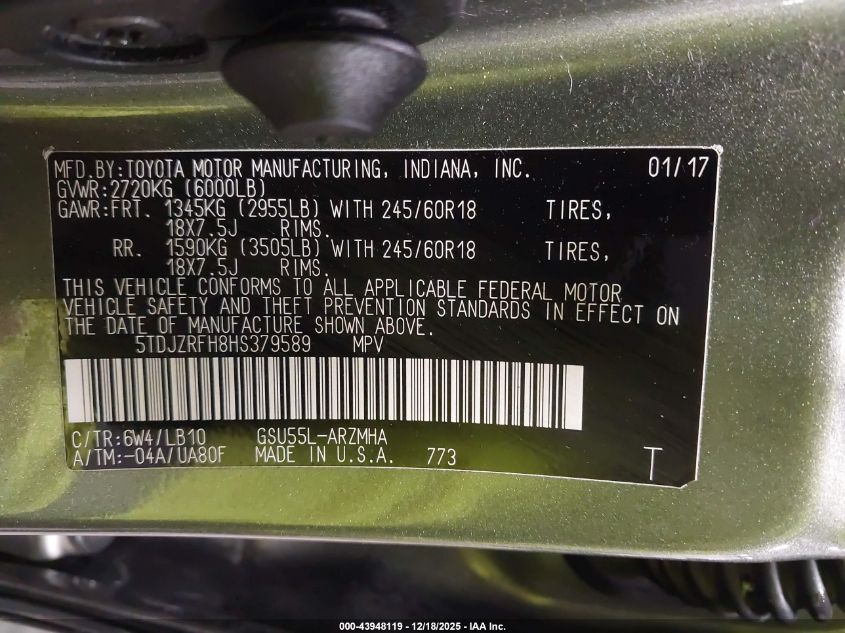 MFD.BY:TOYOTA MOTOR MANUFACTURING, INDIANA, INC. 01/17
GVWR:2720KG (6000LB)
GAWR:FRT. 1345KG (2955LB) WITH 245/60R18 TIRES,
18X7.5J RIMS.
RR. 1590KG (3505LB) WITH 245/60R18 TIRES,
18X7.5J RIMS.
THIS VEHICLE CONFORMS TO ALL APPLICABLE FEDERAL MOTOR
VEHICLE SAFETY AND THEFT PREVENTION STANDARDS IN EFFECT ON
THE DATE OF MANUFACTURE SHOWN ABOVE.
5TDJZRFH8HS379589 MPV
C/TR:6W4/LB10 GSU55L-ARZMHA
A/TM:-04A/UA80F MADE IN U.S.A. 773 T
000-43948119 - 12/18/2025 - IAA Inc.